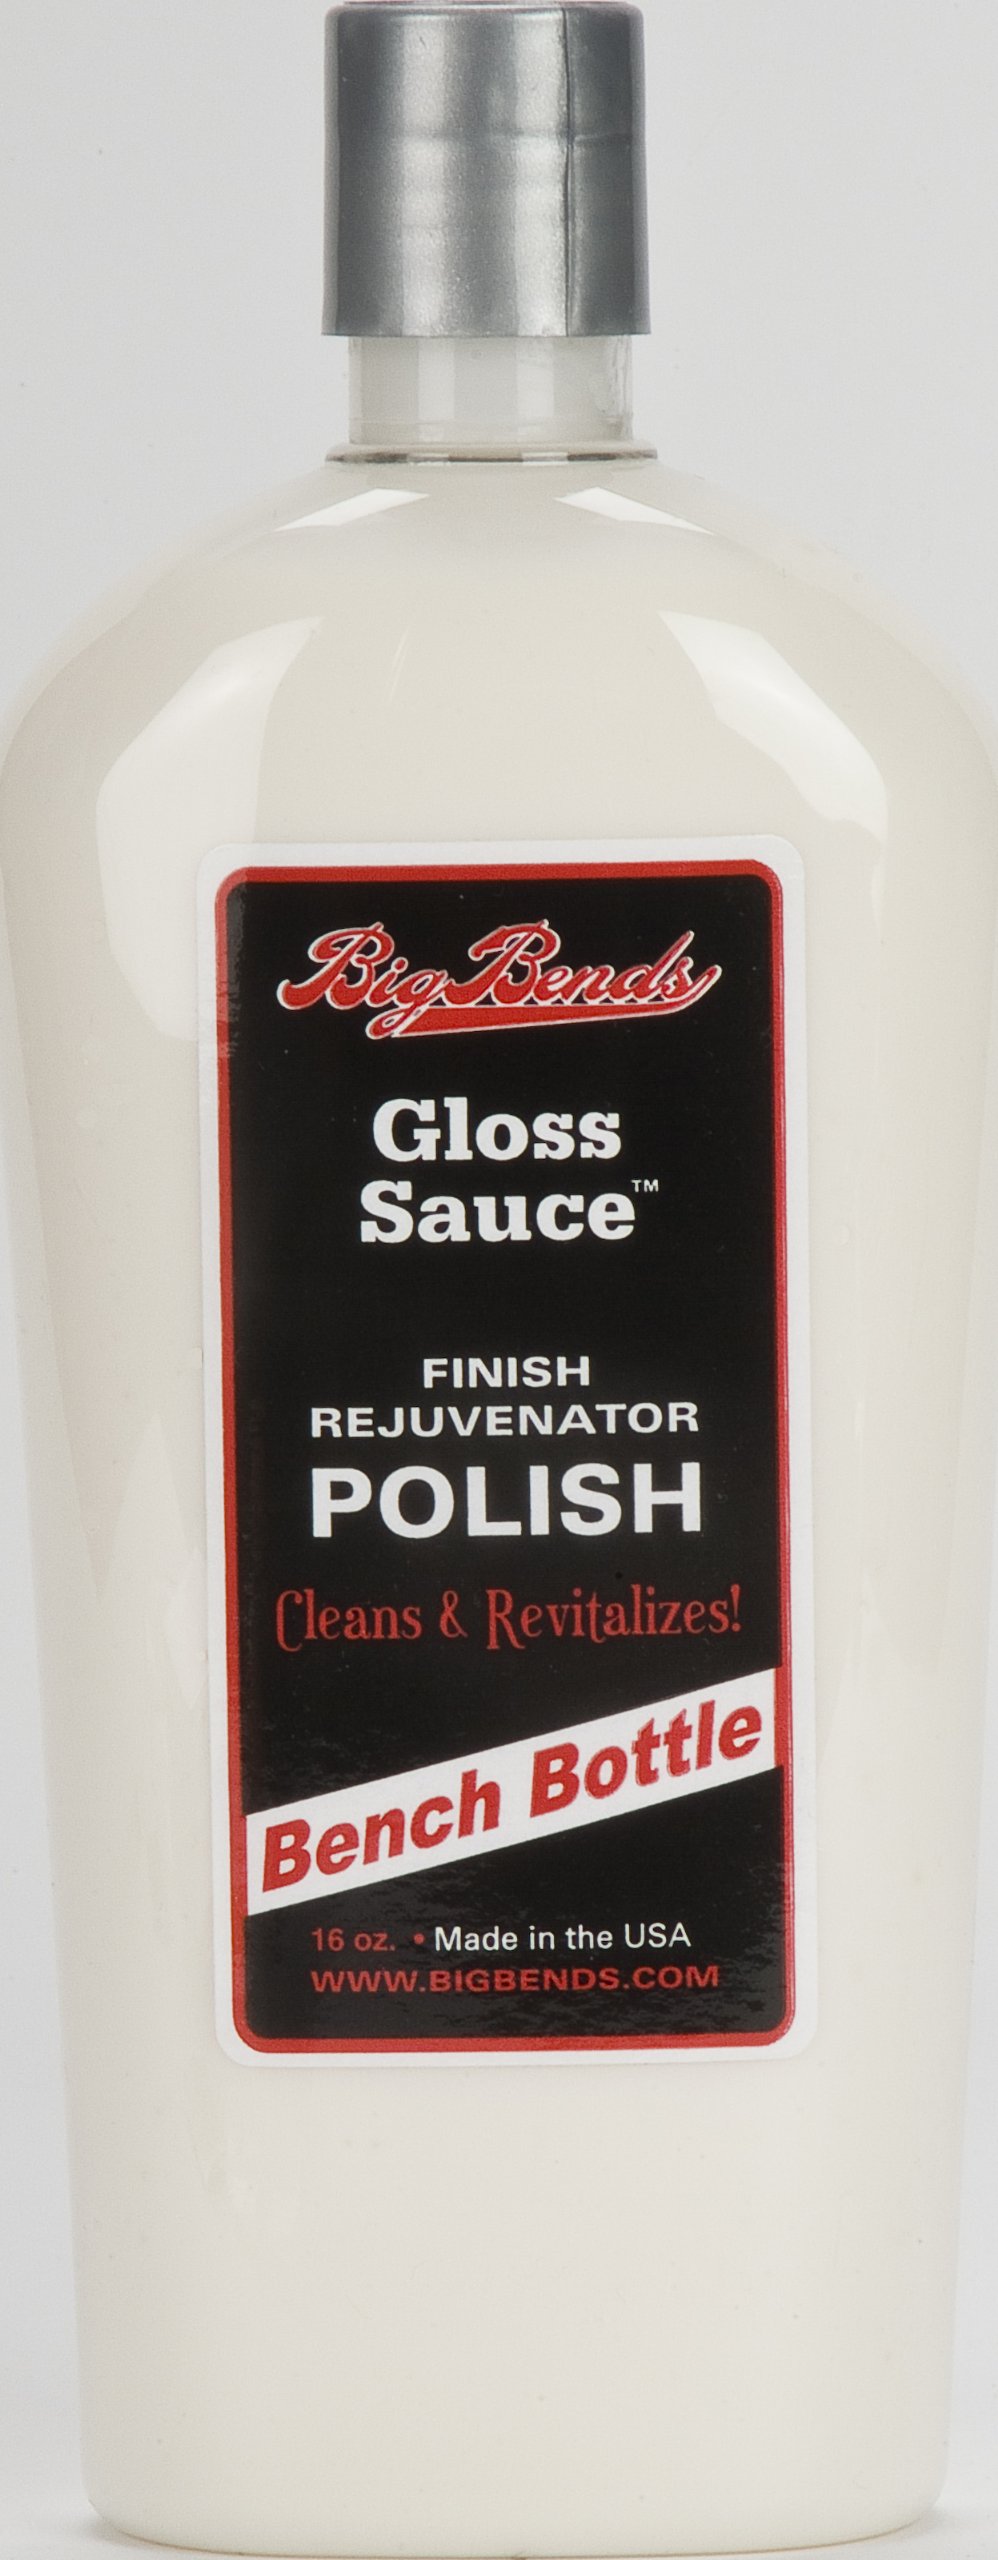 Big Bends
Gloss
Sauce™
FINISH
REJUVENATOR
POLISH
Cleans & Revitalizes!
Bench Bottle
16 oz. • Made in the USA
WWW.BIGBENDS.COM